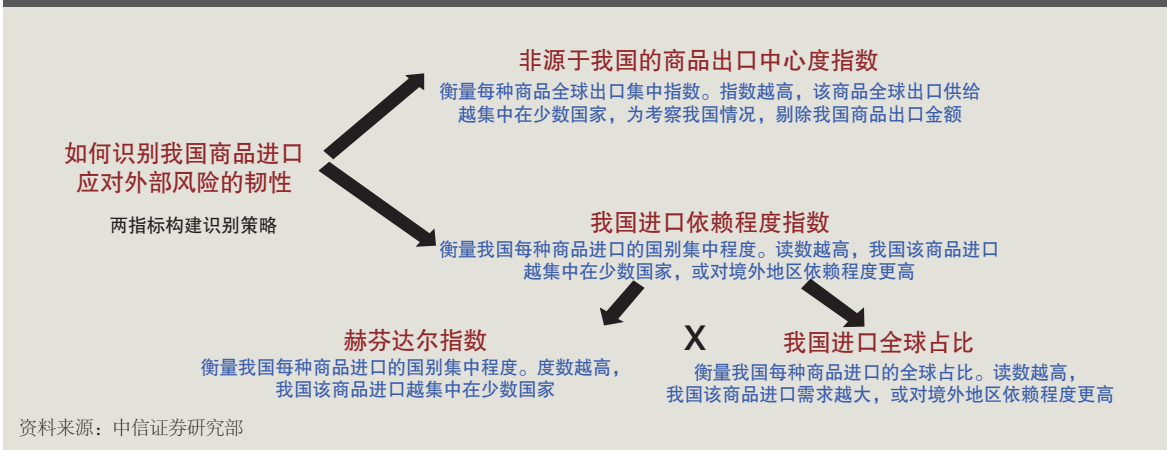 非源于我国的商品出口中心度指数
衡量每种商品全球出口集中指数。指数越高，该商品全球出口供给
越集中在少数国家，为考察我国情况，剔除我国商品出口金额
如何识别我国商品进口
应对外部风险的韧性
两指标构建识别策略
我国进口依赖程度指数
衡量我国每种商品进口的国别集中程度。读数越高，我国该商品进口
越集中在少数国家，或对境外地区依赖程度更高
赫芬达尔指数
衡量我国每种商品进口的国别集中程度。度数越高，
我国该商品进口越集中在少数国家
X
我国进口全球占比
衡量我国每种商品进口的全球占比。读数越高，
我国该商品进口需求越大，或对境外地区依赖程度更高
资料来源：中信证券研究部